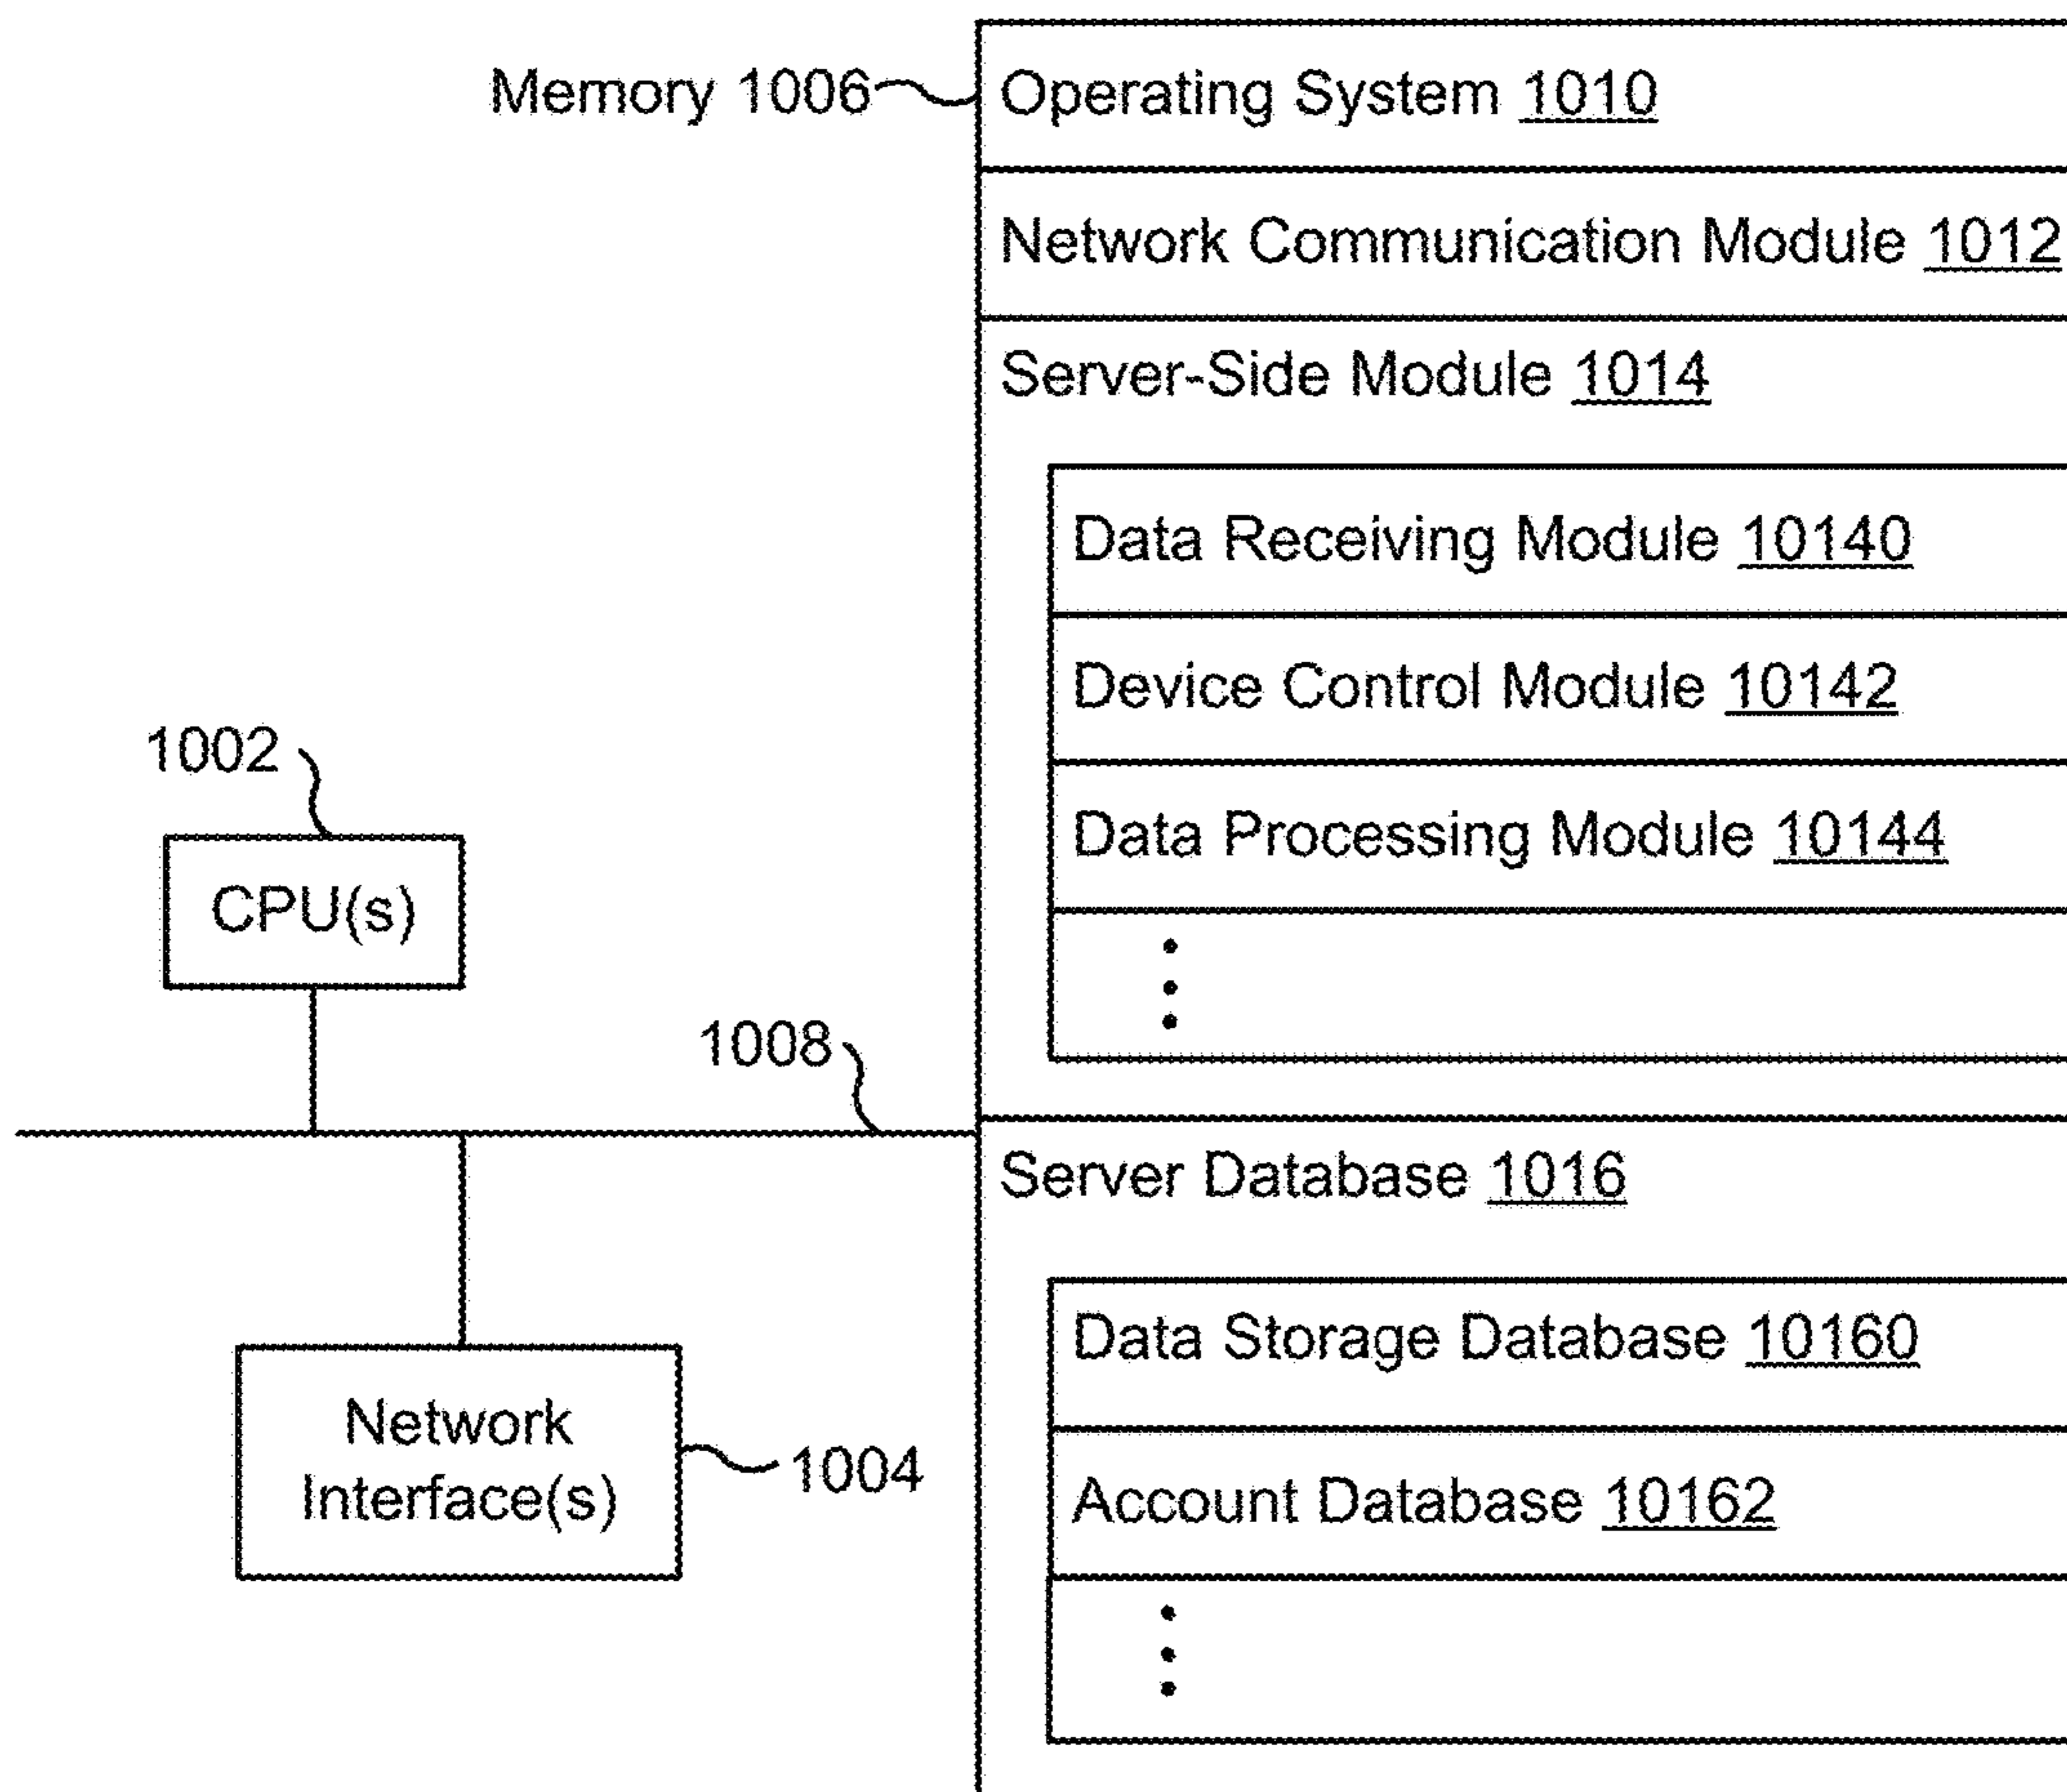 Memory 1006
Operating System 1010
Network Communication Module 1012
Server-Side Module 1014
Data Receiving Module 10140
Device Control Module 10142
Data Processing Module 10144
1002
CPU(s)
1008
Server Database 1016
Data Storage Database 10160
Account Database 10162
Network
Interface(s)
1004